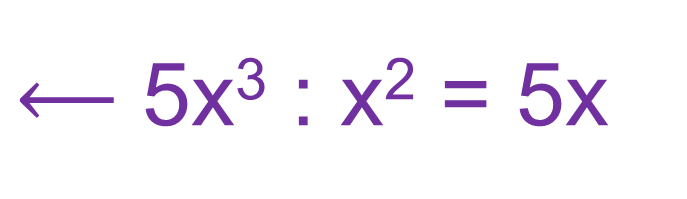 ← 5x³ : x² = 5x